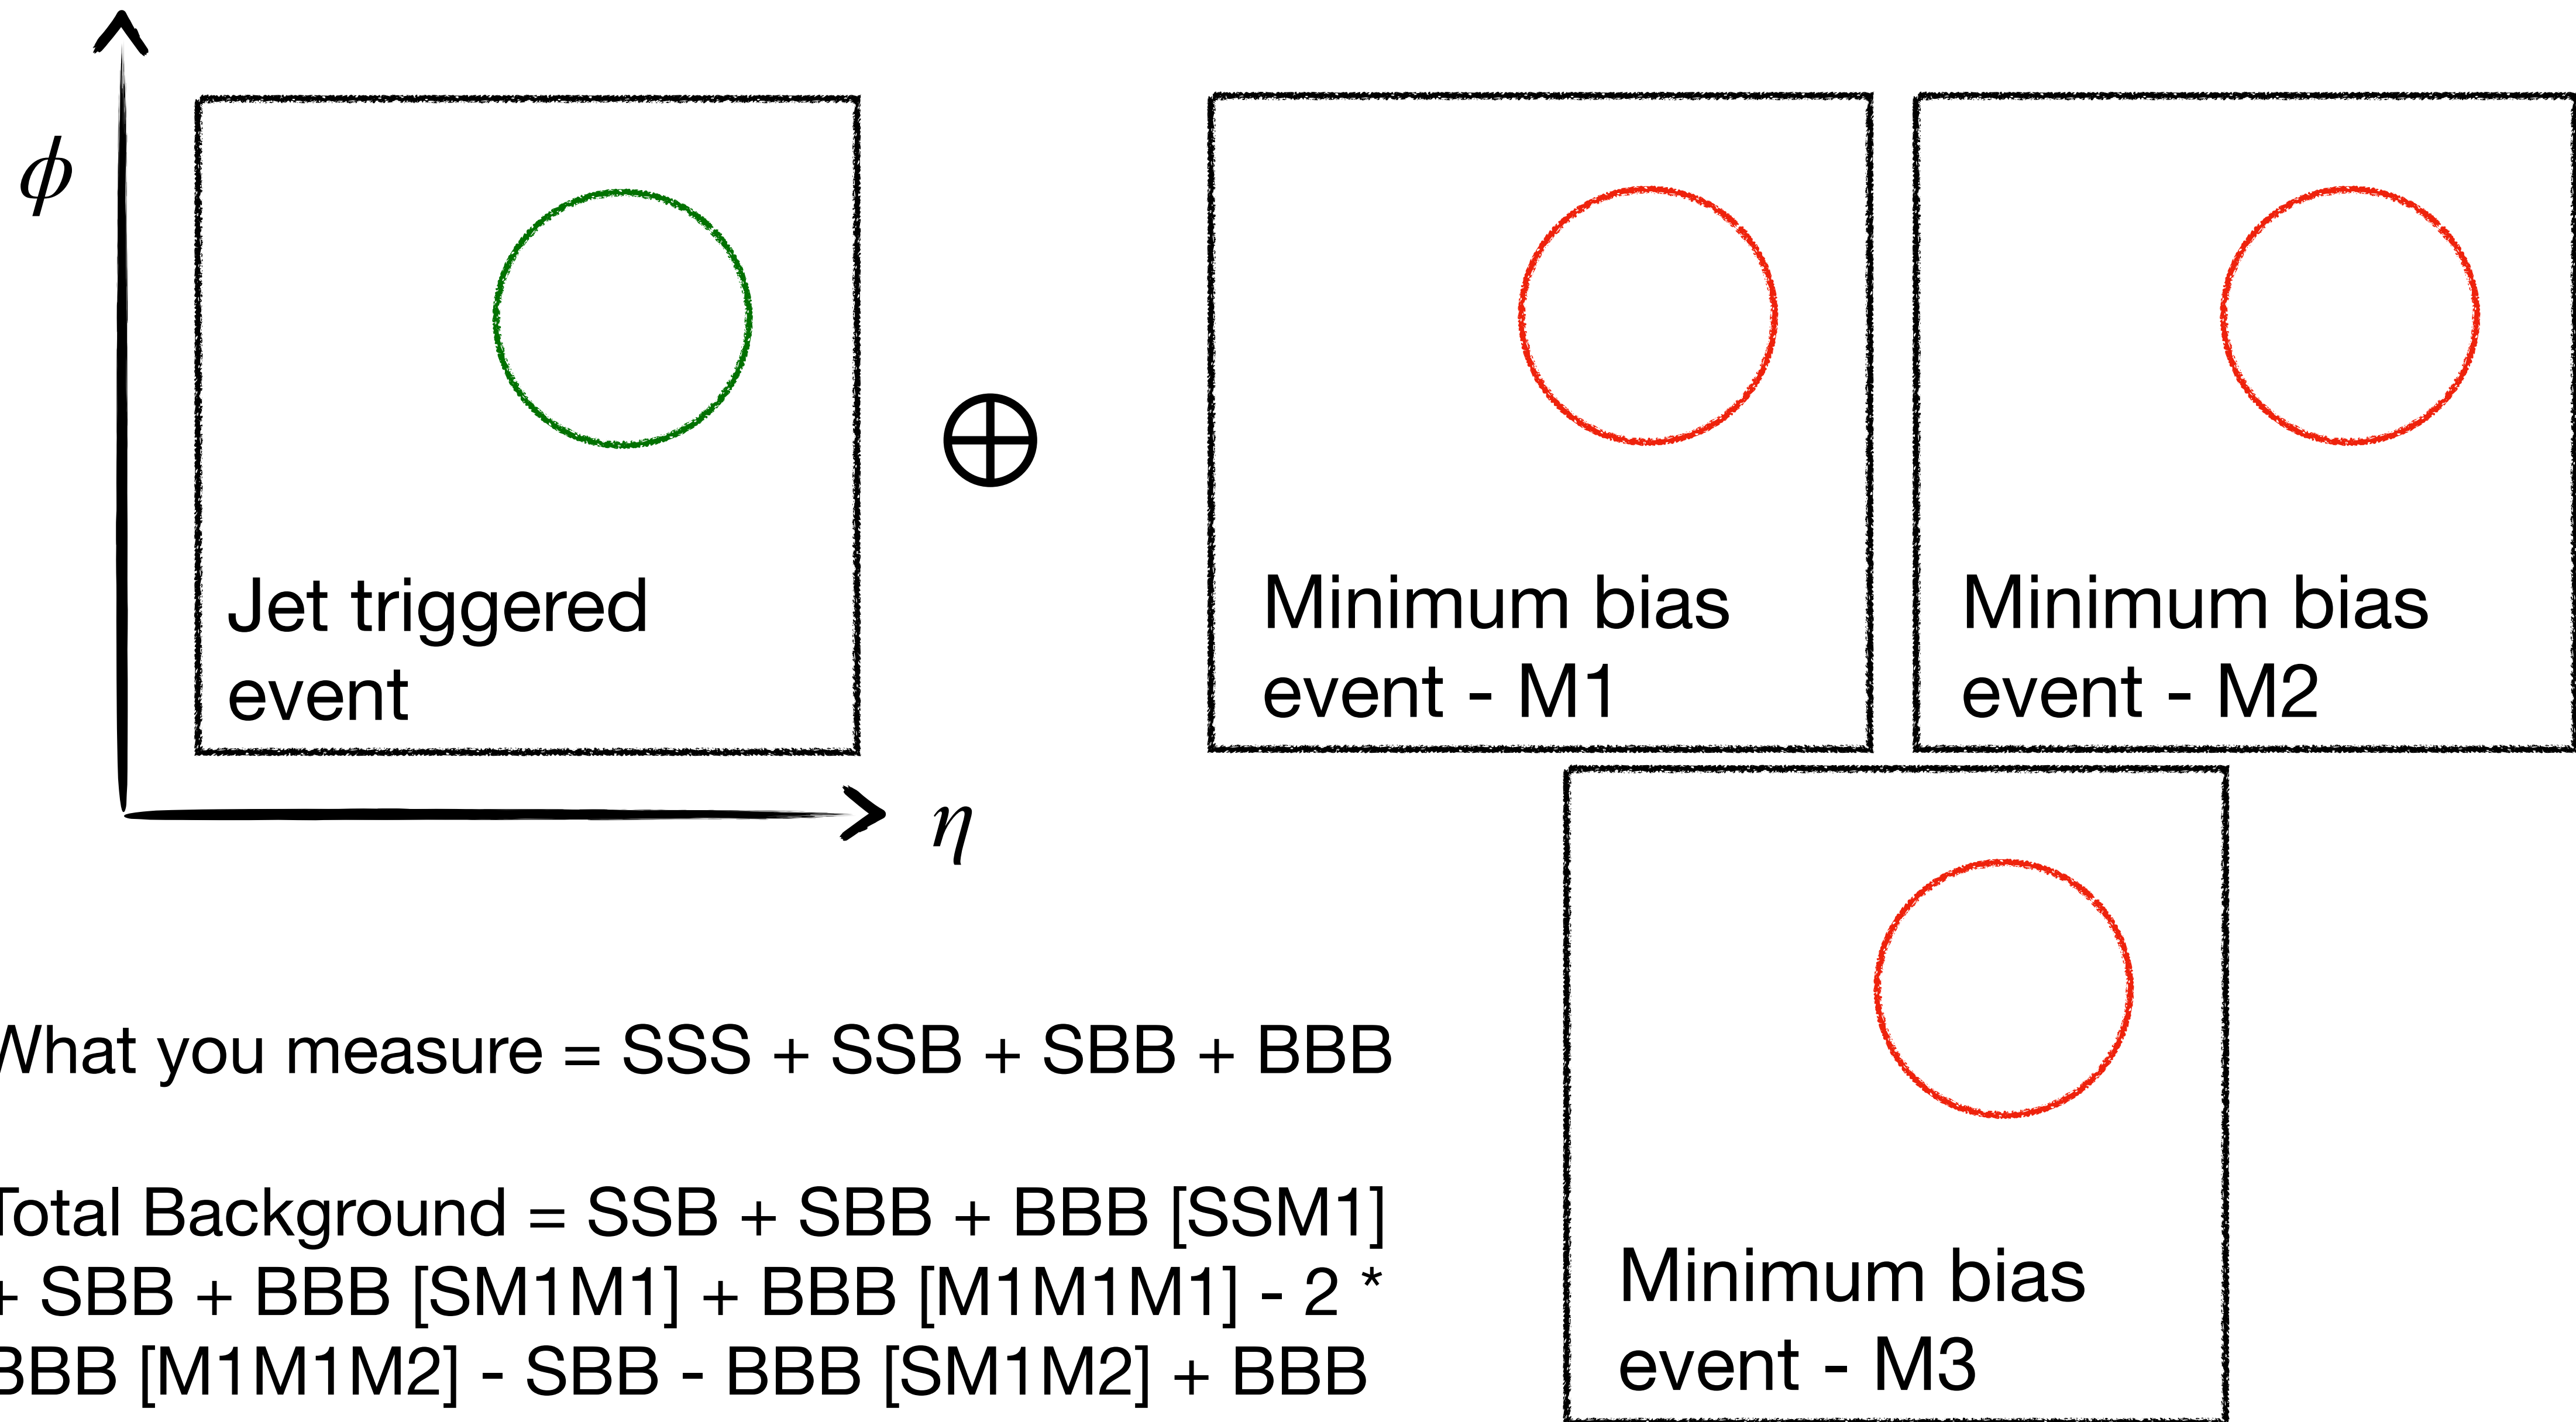 ϕ
Jet triggered
event
⊕
Minimum bias
event - M1
Minimum bias
event - M2
η
Minimum bias
event - M3
What you measure = SSS + SSB + SBB + BBB
Total Background = SSB + SBB + BBB [SSM1]
+ SBB + BBB [SM1M1] + BBB [M1M1M1] - 2 *
BBB [M1M1M2] - SBB - BBB [SM1M2] + BBB